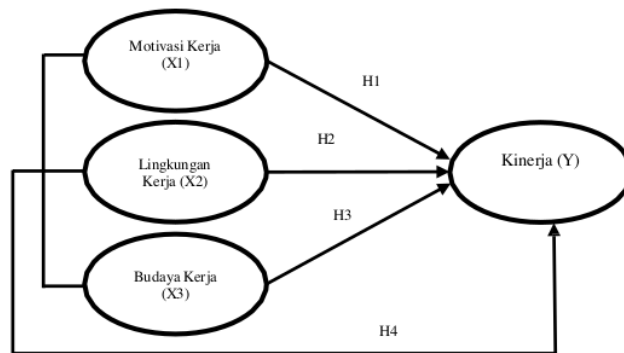 Motivasi Kerja
(X1)
H1
H2
Lingkungan
Kerja (X2)
Kinerja (Y)
H3
Budaya Kerja
(X3)
H4